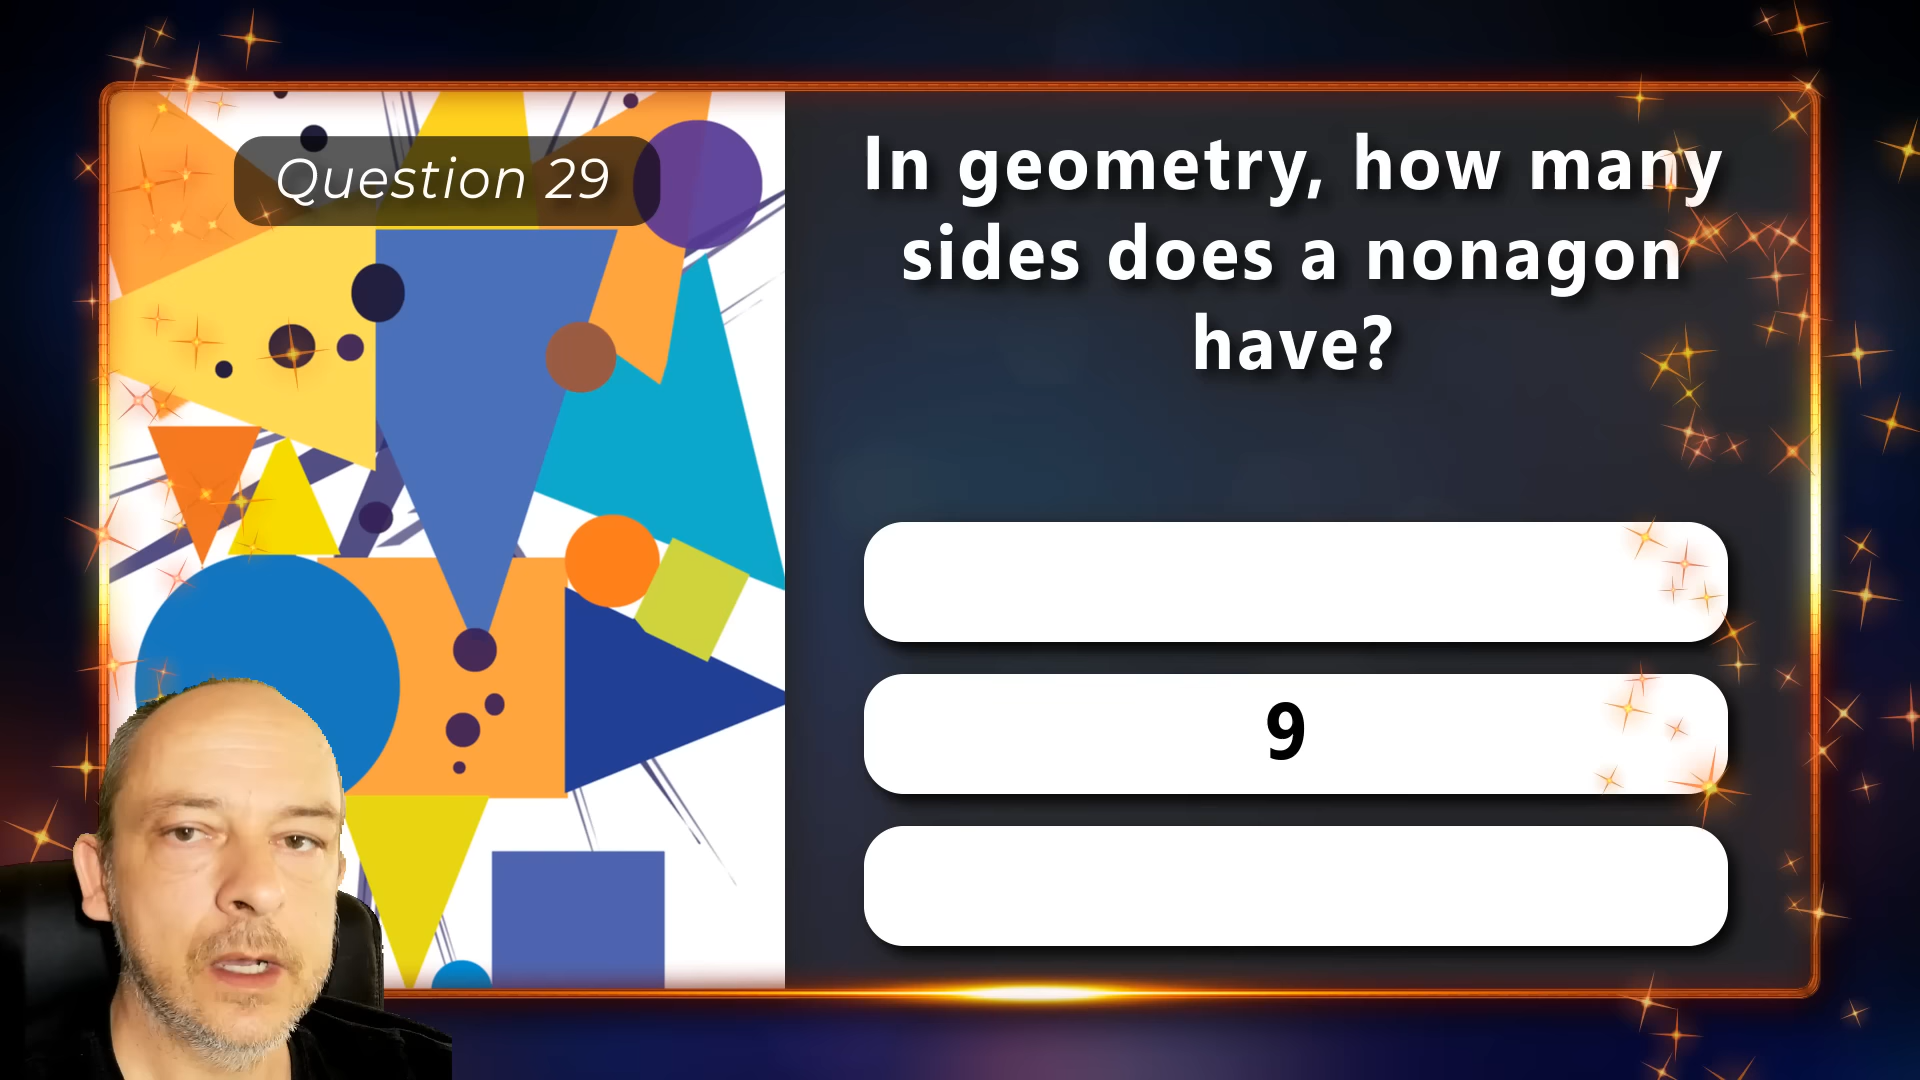 Question 29
In geometry, how many
sides does a nonagon
have?
9